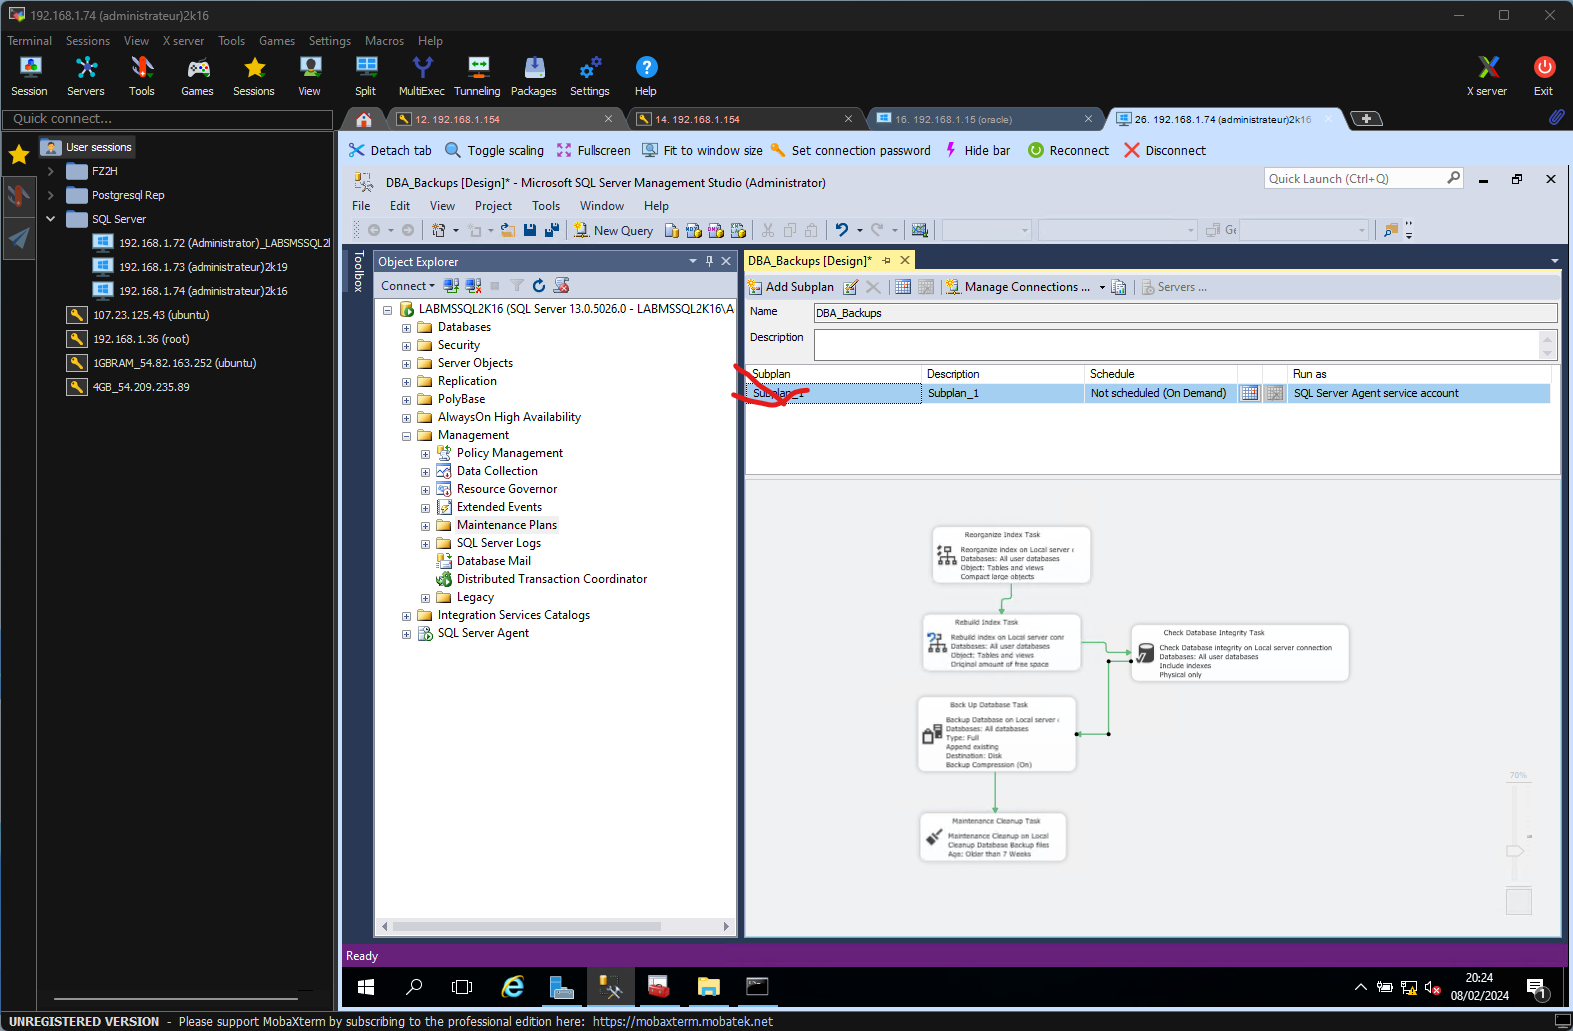 192.168.1.74 (administrateur)2k16
Terminal Sessions View X server Tools Games Settings Macros Help
Session Servers Tools Games Sessions View Split MultiExec Tunneling Packages Settings Help X server Exit
Quick connect...
12. 192.168.1.154
14. 192.168.1.154
16. 192.168.1.15 (oracle)
26. 192.168.1.74 (administrateur)2k16
Detach tab Toggle scaling Fullscreen Fit to window size Set connection password Hide bar Reconnect Disconnect
User sessions
FZ2H
Postgresql Rep
SQL Server
192.168.1.72 (Administrator)_LABSMSSQL2l
192.168.1.73 (administrateur)2k19
192.168.1.74 (administrateur)2k16
107.23.125.43 (ubuntu)
192.168.1.36 (root)
1GBRAM_54.82.163.252 (ubuntu)
4GB_54.209.235.89
DBA_Backups [Design]* - Microsoft SQL Server Management Studio (Administrator)
Quick Launch (Ctrl+Q)
File Edit View Project Tools Window Help
New Query
Ge
Toolbox
Object Explorer
Connect
LABMSSQL2K16 (SQL Server 13.0.5026.0 - LABMSSQL2K16\A
Databases
Security
Server Objects
Replication
PolyBase
AlwaysOn High Availability
Management
Policy Management
Data Collection
Resource Governor
Extended Events
Maintenance Plans
SQL Server Logs
Database Mail
Distributed Transaction Coordinator
Legacy
Integration Services Catalogs
SQL Server Agent
DBA_Backups [Design]*
Add Subplan Manage Connections ... Servers ...
Name DBA_Backups
Description
Subplan Description Schedule Run as
Subplan_1 Subplan_1 Not scheduled (On Demand) SQL Server Agent service account
Reorganize Index Task
Reorganize index on Local server c
Databases: All user databases
Object: Tables and views
Compact large objects
Rebuild Index Task
Rebuild index on Local server conr
Databases: All user databases
Object: Tables and views
Original amount of free space
Check Database Integrity Task
Check Database integrity on Local server connection
Databases: All user databases
Include indexes
Physical only
Back Up Database Task
Backup Database on Local server c
Databases: All databases
Type: Full
Append existing
Destination: Disk
Backup Compression (On)
Maintenance Cleanup Task
Maintenance Cleanup on Local
Cleanup Database Backup files
Age: Older than 7 Weeks
70%
Ready
20:24
08/02/2024
1
UNREGISTERED VERSION - Please support MobaXterm by subscribing to the professional edition here: https://mobaxterm.mobatek.net